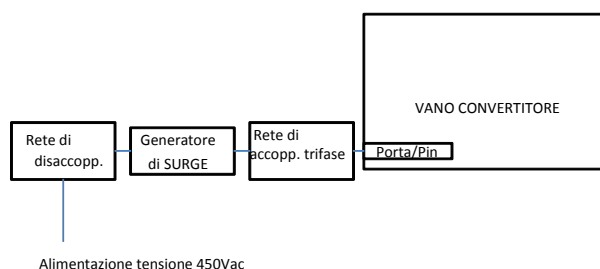 VANO CONVERTITORE
Rete di
disaccopp.
Generatore
di SURGE
Rete di
accopp. trifase
Porta/Pin
Alimentazione tensione 450Vac